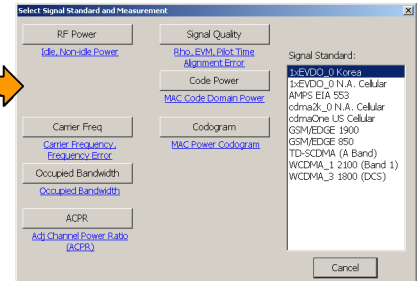 Select Signal Standard and Measurement
RF Power
Idle, Non-idle Power
Signal Quality
Rho, EVM, Pilot Time
Alignment Error
Code Power
MAC Code Domain Power
Carrier Freq
Carrier Frequency,
Frequency Error
Codogram
MAC Power Codogram
Occupied Bandwidth
Occupied Bandwidth
ACPR
Adj Channel Power Ratio
(ACPR)
Signal Standard:
1xEVDO_0 Korea
1xEVDO_0 N.A. Cellular
AMPS EIA 553
cdma2k_0 N.A. Cellular
cdmaOne US Cellular
GSM/EDGE 1900
GSM/EDGE 850
TD-SCDMA (A Band)
WCDMA_1 2100 (Band 1)
WCDMA_3 1800 (DCS)
Cancel